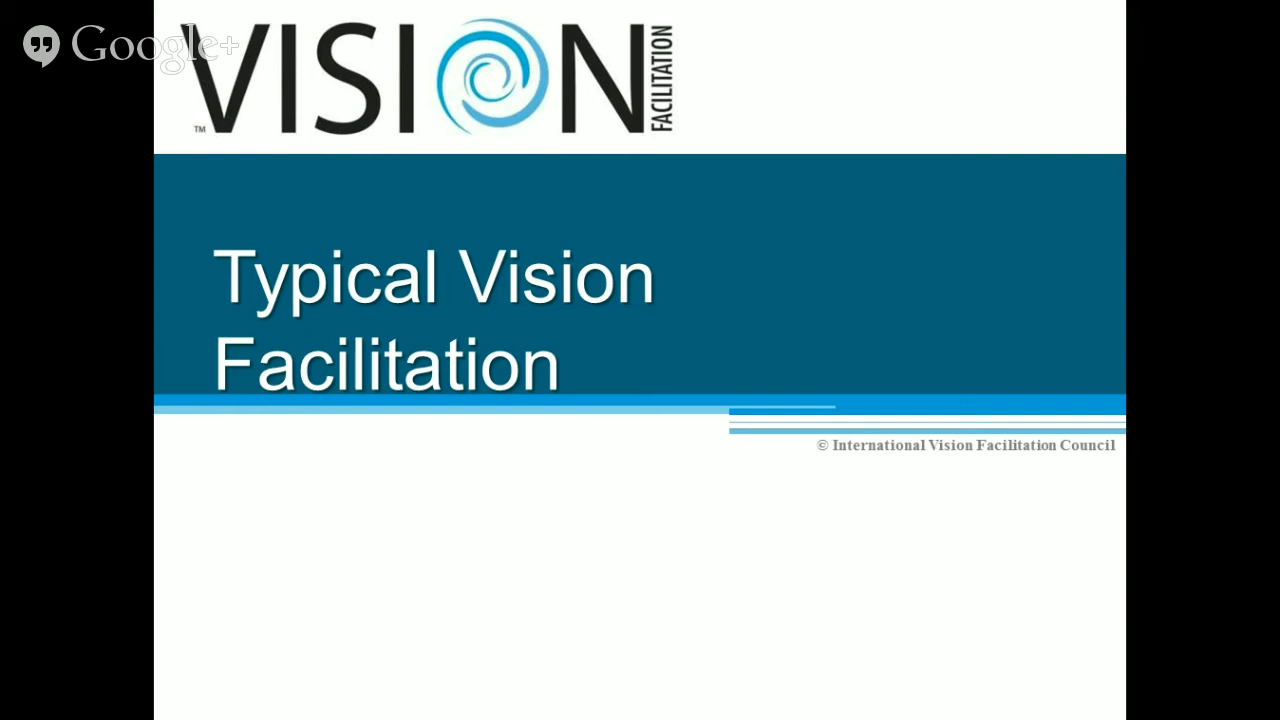 Google+
VISION
FACILITATION
TM
Typical Vision
Facilitation
© International Vision Facilitation Council